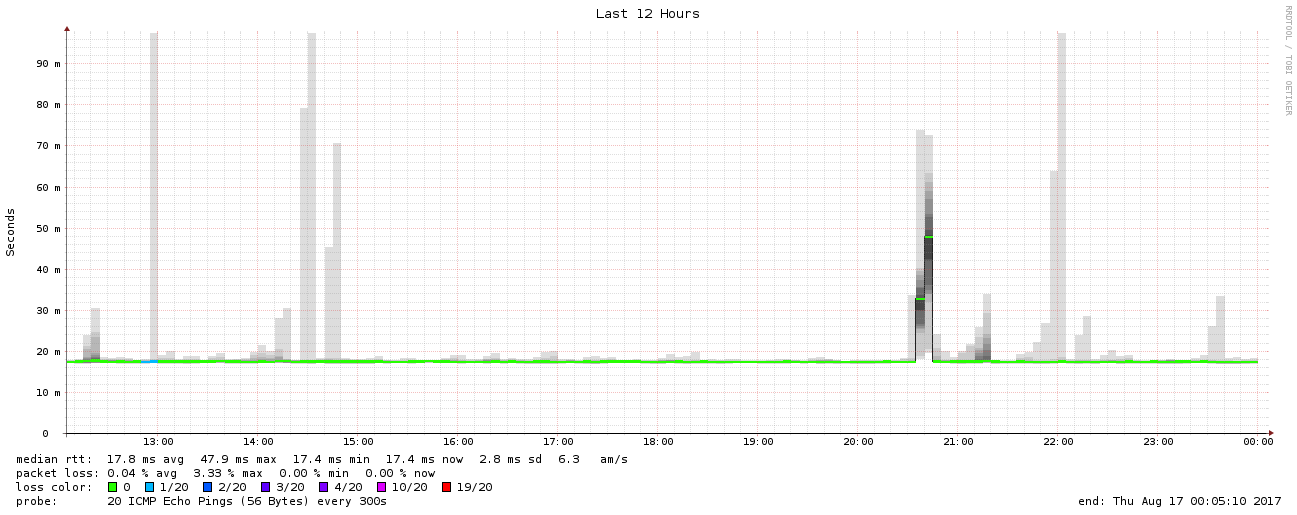 Last 12 Hours
RRDTOOL / TOBI OETIKER
Seconds
90 m
80 m
70 m
60 m
50 m
40 m
30 m
20 m
10 m
0
13:00 14:00 15:00 16:00 17:00 18:00 19:00 20:00 21:00 22:00 23:00 00:00
median rtt: 17.8 ms avg 47.9 ms max 17.4 ms min 17.4 ms now 2.8 ms sd 6.3 am/s
packet loss: 0.04 % avg 3.33 % max 0.00 % min 0.00 % now
loss color: 0 1/20 2/20 3/20 4/20 10/20 19/20
probe: 20 ICMP Echo Pings (56 Bytes) every 300s end: Thu Aug 17 00:05:10 2017